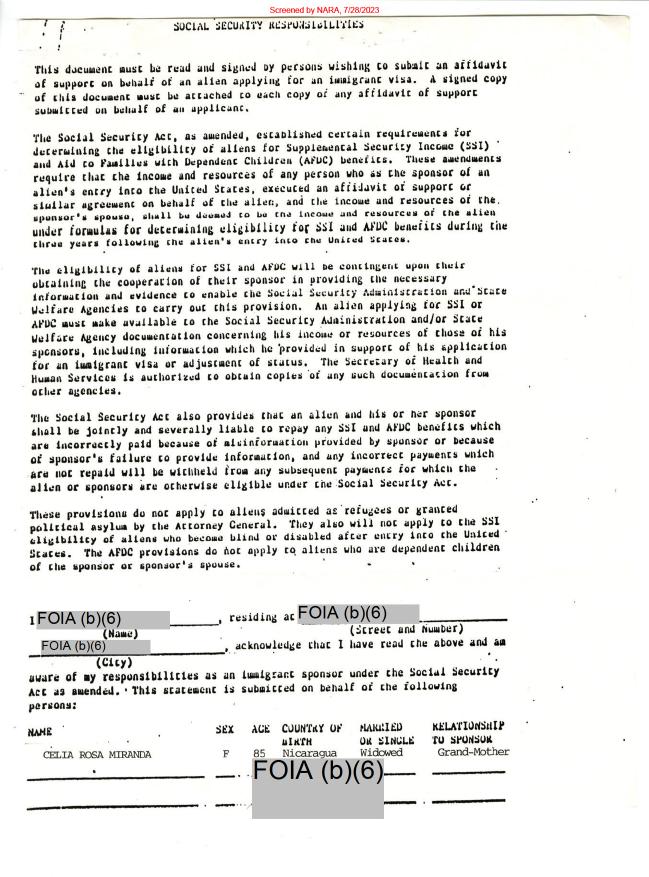 Screened by NARA, 7/28/2023
SOCIAL SECURITY RESPONSIBILITIES
This document must be read and signed by persons wishing to submit an affidavit
of support on behalf of an alien applying for an immigrant visa. A signed copy
of this document must be attached to each copy of any affidavit of support
submitted on behalf of an applicant.
The Social Security Act, as amended, established certain requirements for
determining the eligibility of aliens for Supplemental Security Income (SSI)
and Aid to Families with Dependent Children (AFDC) benefits. These amendments
require that the income and resources of any person who as the sponsor of an
alien's entry into the United States, executed an affidavit of support or
similar agreement on behalf of the alien, and the income and resources of the
sponsor's spouse, shall be deemed to be the income and resources of the alien
under formulas for determining eligibility for SSI and AFDC benefits during the
three years following the alien's entry into the United States.
The eligibility of aliens for SSI and AFDC will be contingent upon their
obtaining the cooperation of their sponsor in providing the necessary
information and evidence to enable the Social Security Administration and State
Welfare Agencies to carry out this provision. An alien applying for SSI or
AFDC must make available to the Social Security Administration and/or State
Welfare Agency documentation concerning his income or resources of those of his
sponsors, including information which he provided in support of his application
for an immigrant visa or adjustment of status. The Secretary of Health and
Human Services is authorized to obtain copies of any such documentation from
other agencies.
The Social Security Act also provides that an alien and his or her sponsor
shall be jointly and severally liable to repay any SSI and AFDC benefits which
are incorrectly paid because of misinformation provided by sponsor or because
of sponsor's failure to provide information, and any incorrect payments which
are not repaid will be withheld from any subsequent payments for which the
alien or sponsors are otherwise eligible under the Social Security Act.
These provisions do not apply to aliens admitted as refugees or granted
political asylum by the Attorney General. They also will not apply to the SSI
eligibility of aliens who become blind or disabled after entry into the United
States. The AFDC provisions do not apply to aliens who are dependent children
of the sponsor or sponsor's spouse.
I FOIA (b)(6), residing at FOIA (b)(6)
(Name) (Street and Number)
FOIA (b)(6), acknowledge that I have read the above and am
(City)
aware of my responsibilities as an immigrant sponsor under the Social Security
Act as amended. This statement is submitted on behalf of the following
persons:
NAME SEX AGE COUNTRY OF MARRIED RELATIONSHIP
BIRTH OR SINGLE TO SPONSOR
CELIA ROSA MIRANDA F 85 Nicaragua Widowed Grand-Mother
FOIA (b)(6)